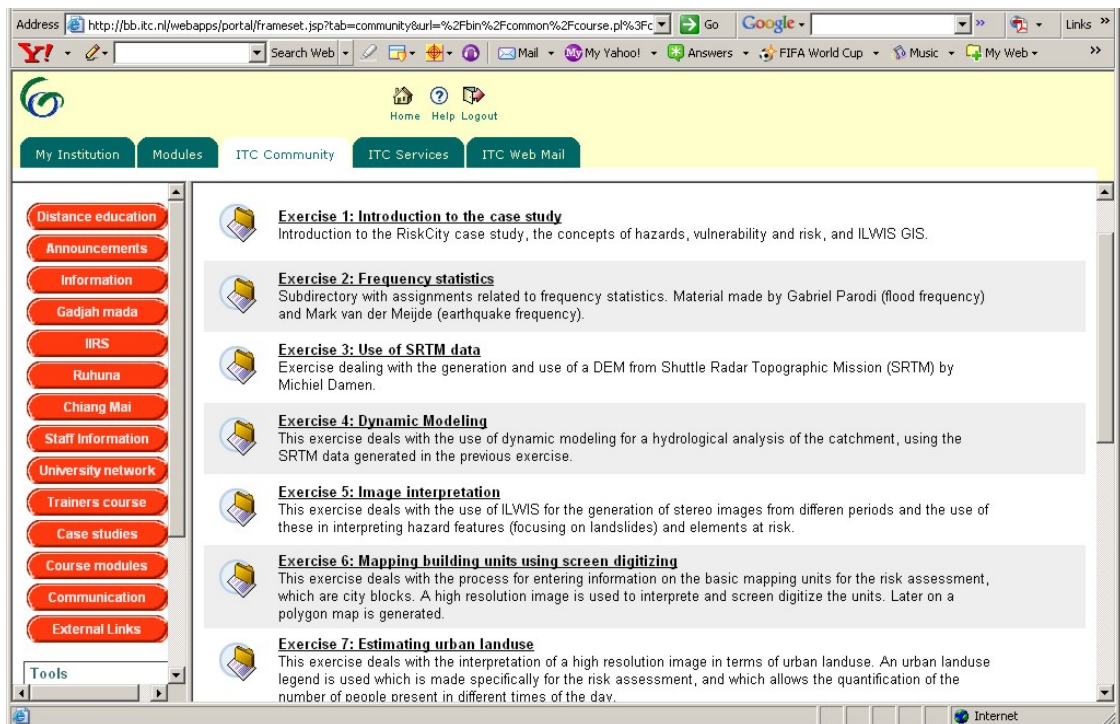 Address http://bb.itc.nl/webapps/portal/frameset.jsp?tab=community&url=%2Fbin%2Fcommon%2Fcourse.pl%3Fc Go Google Links »
Y! Search Web Mail My Yahoo! Answers FIFA World Cup Music My Web »
Home Help Logout
My Institution Modules ITC Community ITC Services ITC Web Mail
Distance education
Announcements
Information
Gadjah mada
IIRS
Ruhuna
Chiang Mai
Staff Information
University network
Trainers course
Case studies
Course modules
Communication
External Links
Tools
Exercise 1: Introduction to the case study
Introduction to the RiskCity case study, the concepts of hazards, vulnerability and risk, and ILWIS GIS.
Exercise 2: Frequency statistics
Subdirectory with assignments related to frequency statistics. Material made by Gabriel Parodi (flood frequency)
and Mark van der Meijde (earthquake frequency).
Exercise 3: Use of SRTM data
Exercise dealing with the generation and use of a DEM from Shuttle Radar Topographic Mission (SRTM) by
Michiel Damen.
Exercise 4: Dynamic Modeling
This exercise deals with the use of dynamic modeling for a hydrological analysis of the catchment, using the
SRTM data generated in the previous exercise.
Exercise 5: Image interpretation
This exercise deals with the use of ILWIS for the generation of stereo images from differen periods and the use of
these in interpreting hazard features (focusing on landslides) and elements at risk.
Exercise 6: Mapping building units using screen digitizing
This exercise deals with the process for entering information on the basic mapping units for the risk assessment,
which are city blocks. A high resolution image is used to interprete and screen digitize the units. Later on a
polygon map is generated.
Exercise 7: Estimating urban landuse
This exercise deals with the interpretation of a high resolution image in terms of urban landuse. An urban landuse
legend is used which is made specifically for the risk assessment, and which allows the quantification of the
number of people present in different times of the day.
Internet